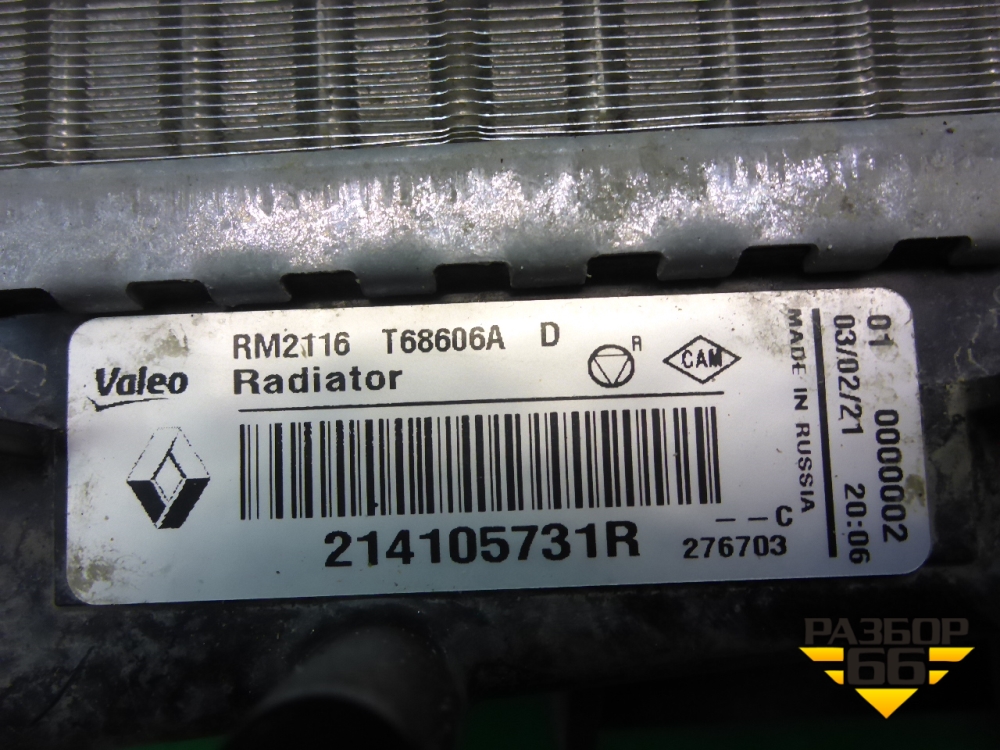 RM2116 T68606A D
R
CAM
Valeo
Radiator
214105731R
--C
276703
MADE IN RUSSIA
03/02/21 20:06
01 0000002
РАЗБОР
66